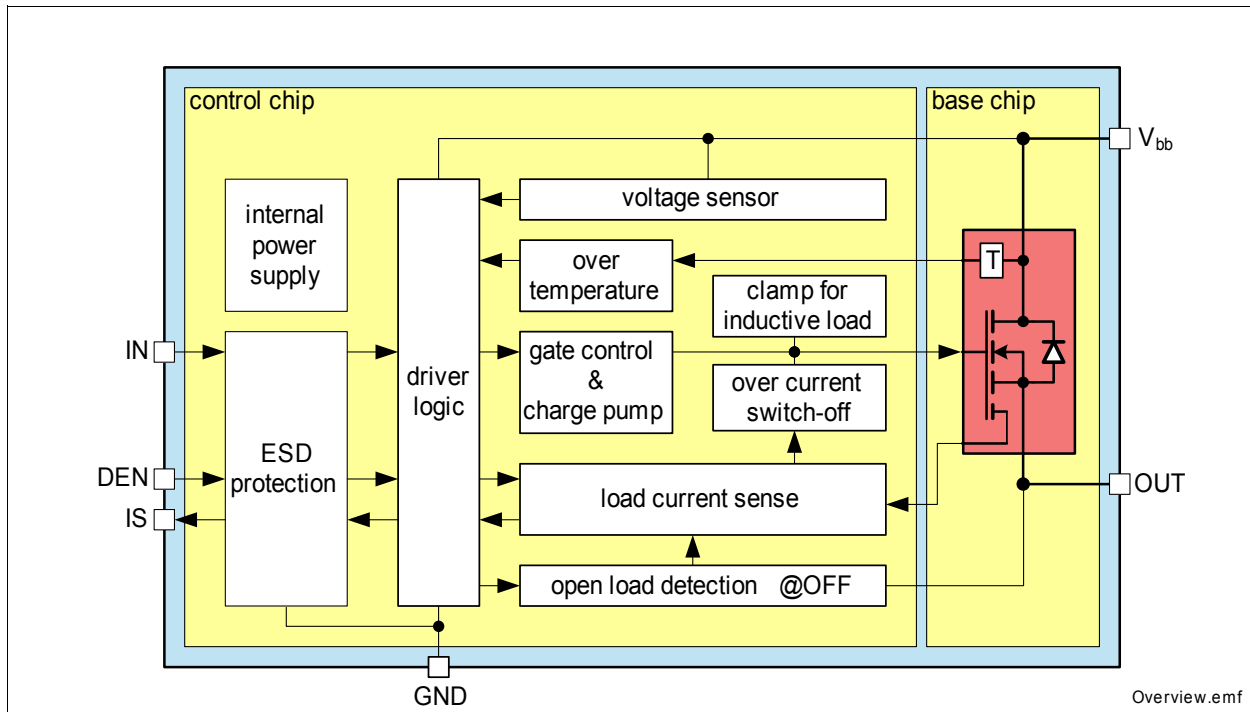 control chip
base chip
V_bb
voltage sensor
internal
power
supply
T
over
temperature
clamp for
inductive load
IN
driver
logic
gate control
&
charge pump
over current
switch-off
ESD
protection
DEN
load current sense
OUT
IS
open load detection @OFF
GND
Overview.emf